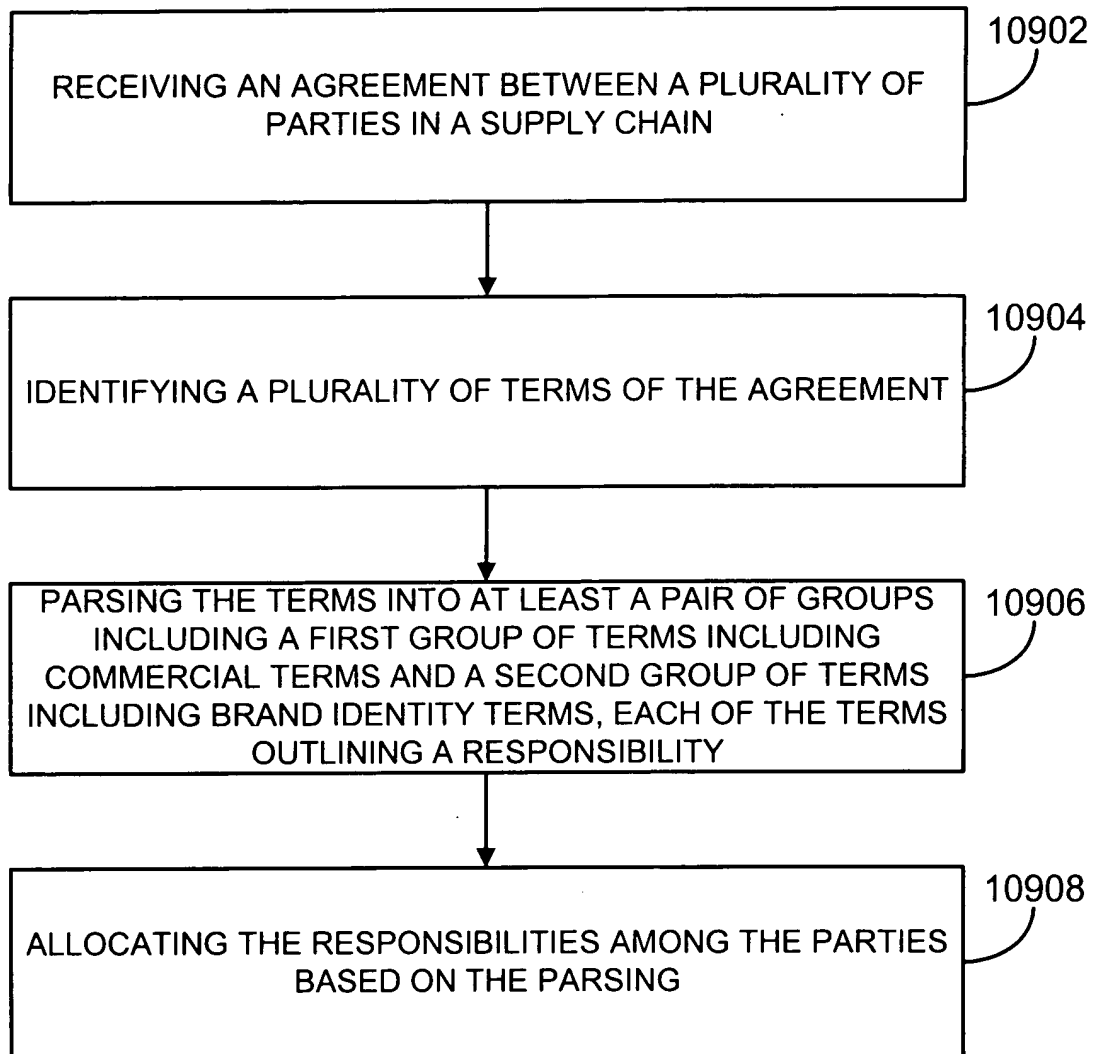 10902
RECEIVING AN AGREEMENT BETWEEN A PLURALITY OF
PARTIES IN A SUPPLY CHAIN
10904
IDENTIFYING A PLURALITY OF TERMS OF THE AGREEMENT
10906
PARSING THE TERMS INTO AT LEAST A PAIR OF GROUPS
INCLUDING A FIRST GROUP OF TERMS INCLUDING
COMMERCIAL TERMS AND A SECOND GROUP OF TERMS
INCLUDING BRAND IDENTITY TERMS, EACH OF THE TERMS
OUTLINING A RESPONSIBILITY
10908
ALLOCATING THE RESPONSIBILITIES AMONG THE PARTIES
BASED ON THE PARSING